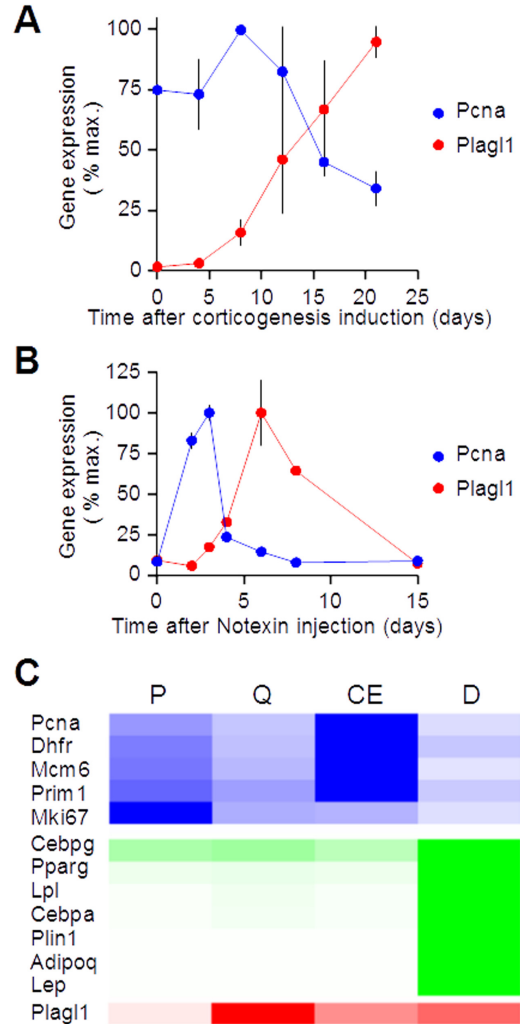 A
Gene expression
( % max.)
100
75
50
25
0
0 5 10 15 20 25
Time after corticogenesis induction (days)
Pcna
Plagl1
B
Gene expression
( % max.)
125
100
75
50
25
0
0 5 10 15
Time after Notexin injection (days)
Pcna
Plagl1
C
P Q CE D
Pcna
Dhfr
Mcm6
Prim1
Mki67
Cebpg
Pparg
Lpl
Cebpa
Plin1
Adipoq
Lep
Plagl1